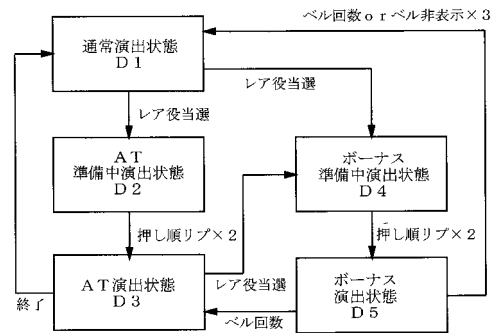 ベル回数orベル非表示×3
通常演出状態
D1
レア役当選
レア役当選
AT
準備中演出状態
D2
ボーナス
準備中演出状態
D4
押し順リプ×2
押し順リプ×2
AT演出状態
D3
レア役当選
ボーナス
演出状態
D5
終了
ベル回数